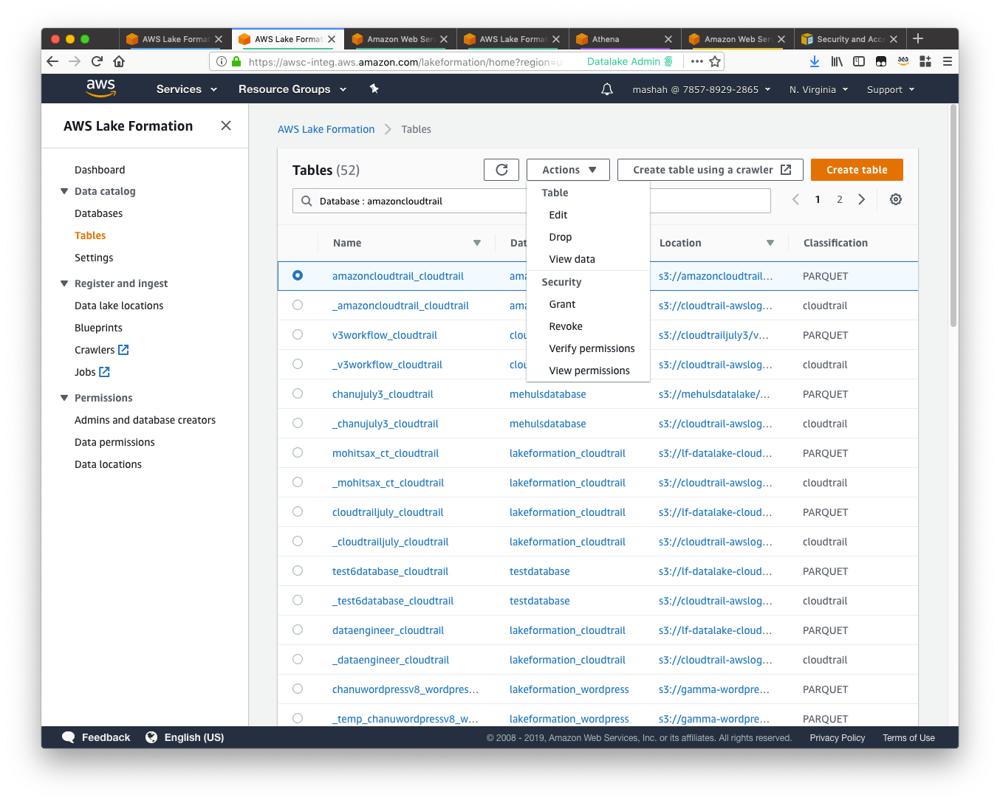 AWS Lake Format
AWS Lake Format
Amazon Web Ser
AWS Lake Format
Athena
Amazon Web Ser
Security and Acc
https://awsc-integ.aws.amazon.com/lakeformation/home?region=u
Datalake Admin
aws
Services
Resource Groups
mashah @ 7857-8929-2865
N. Virginia
Support
AWS Lake Formation
Dashboard
Data catalog
Databases
Tables
Settings
Register and ingest
Data lake locations
Blueprints
Crawlers
Jobs
Permissions
Admins and database creators
Data permissions
Data locations
AWS Lake Formation > Tables
Tables (52)
Actions
Create table using a crawler
Create table
Database : amazoncloudtrail
1 2
Table
Edit
Drop
View data
Security
Grant
Revoke
Verify permissions
View permissions
Name Dat Location Classification
amazoncloudtrail_cloudtrail ama s3://amazoncloudtrail... PARQUET
_amazoncloudtrail_cloudtrail ama s3://cloudtrail-awslog... cloudtrail
v3workflow_cloudtrail clou s3://cloudtrailjuly3/v... PARQUET
_v3workflow_cloudtrail clou s3://cloudtrail-awslog... cloudtrail
chanujuly3_cloudtrail mehulsdatabase s3://mehulsdatalake/... PARQUET
_chanujuly3_cloudtrail mehulsdatabase s3://cloudtrail-awslog... cloudtrail
mohitsax_ct_cloudtrail lakeformation_cloudtrail s3://lf-datalake-cloud... PARQUET
_mohitsax_ct_cloudtrail lakeformation_cloudtrail s3://cloudtrail-awslog... cloudtrail
cloudtrailjuly_cloudtrail lakeformation_cloudtrail s3://lf-datalake-cloud... PARQUET
_cloudtrailjuly_cloudtrail lakeformation_cloudtrail s3://cloudtrail-awslog... cloudtrail
test6database_cloudtrail testdatabase s3://lf-datalake-cloud... PARQUET
_test6database_cloudtrail testdatabase s3://cloudtrail-awslog... cloudtrail
dataengineer_cloudtrail lakeformation_cloudtrail s3://lf-datalake-cloud... PARQUET
_dataengineer_cloudtrail lakeformation_cloudtrail s3://cloudtrail-awslog... cloudtrail
chanuwordpressv8_wordpres... lakeformation_wordpress s3://gamma-wordpre... PARQUET
_temp_chanuwordpressv8_w... lakeformation_wordpress s3://gamma-wordpre... PARQUET
Feedback
English (US)
© 2008 - 2019, Amazon Web Services, Inc. or its affiliates. All rights reserved.
Privacy Policy
Terms of Use